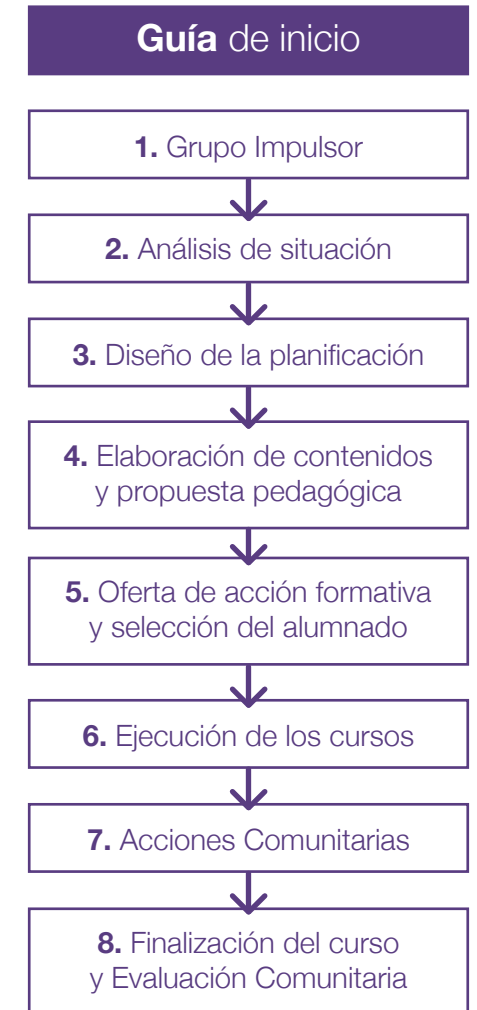 Guía de inicio
1. Grupo Impulsor
2. Análisis de situación
3. Diseño de la planificación
4. Elaboración de contenidos
y propuesta pedagógica
5. Oferta de acción formativa
y selección del alumnado
6. Ejecución de los cursos
7. Acciones Comunitarias
8. Finalización del curso
y Evaluación Comunitaria